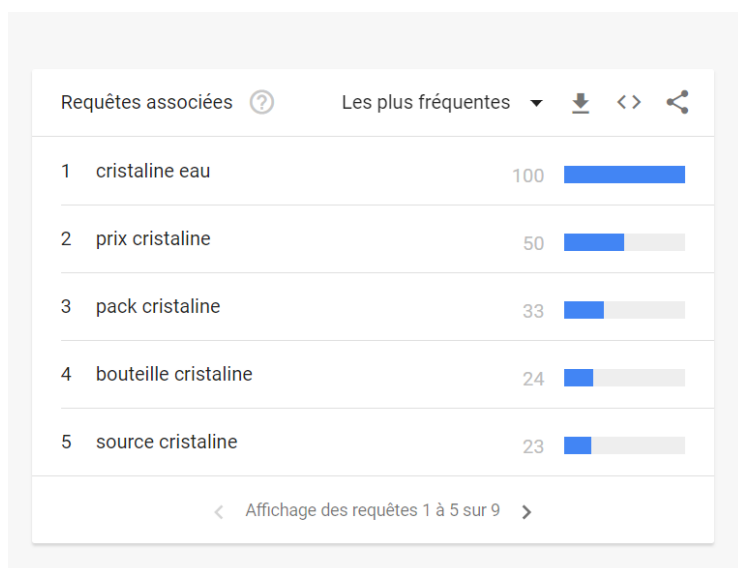 Requêtes associées ? Les plus fréquentes
1 cristaline eau 100
2 prix cristaline 50
3 pack cristaline 33
4 bouteille cristaline 24
5 source cristaline 23
Affichage des requêtes 1 à 5 sur 9